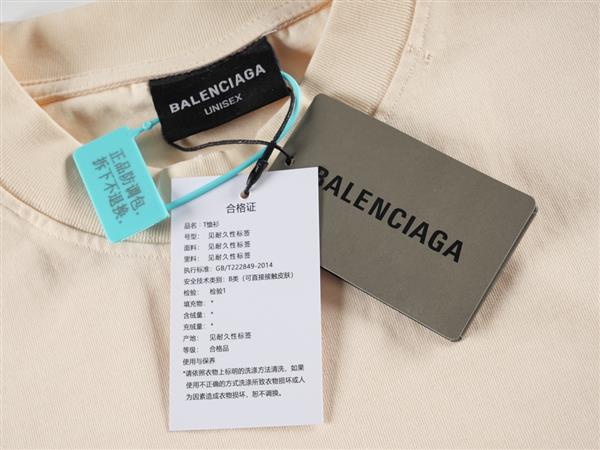 BALENCIAGA
UNISEX
正品防调包，
拆下不退换。
BALENCIAGA
合格证
品名：T恤衫
号型： 见耐久性标签
面料： 见耐久性标签
里料： 见耐久性标签
执行标准：GB/T222849-2014
安全技术类别：B类（可直接接触皮肤）
检验： 检验1
填充物：*
含绒量：*
充绒量：*
产地： 见耐久性标签
等级： 合格品
使用与保养
*请依照衣物上标明的洗涤方法清洗，如果
使用不正确的方式洗涤所致衣物损坏或人
为因素造成衣物损坏，恕不调换。